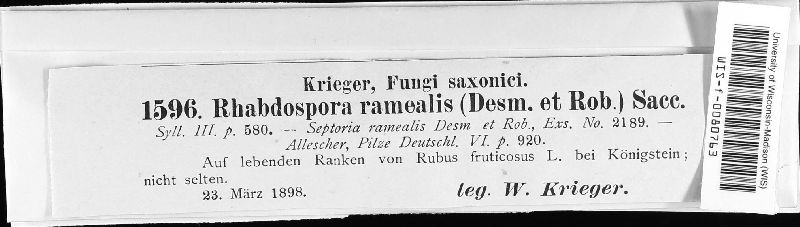 Krieger, Fungi saxonici.
1596. Rhabdospora ramealis (Desm. et Rob.) Sacc.
Syll. III. p. 580. — Septoria ramealis Desm et Rob., Exs. No. 2189. —
Allescher, Pilze Deutschl. VI. p. 920.
Auf lebenden Ranken von Rubus fruticosus L. bei Königstein;
nicht selten.
23. März 1898.
leg. W. Krieger.
University of Wisconsin-Madison (WIS)
WIS-f-0080763